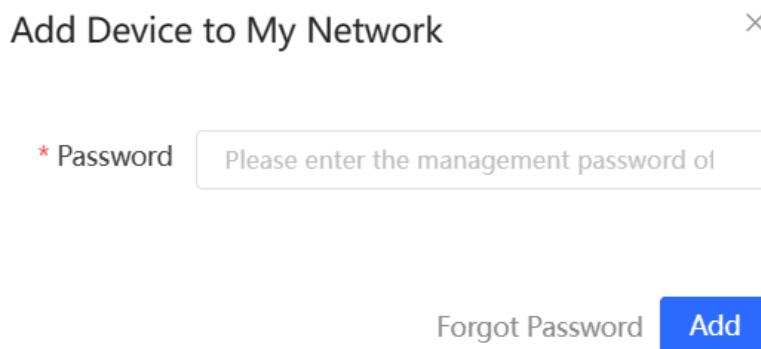 Add Device to My Network
* Password Please enter the management password of
Forgot Password Add